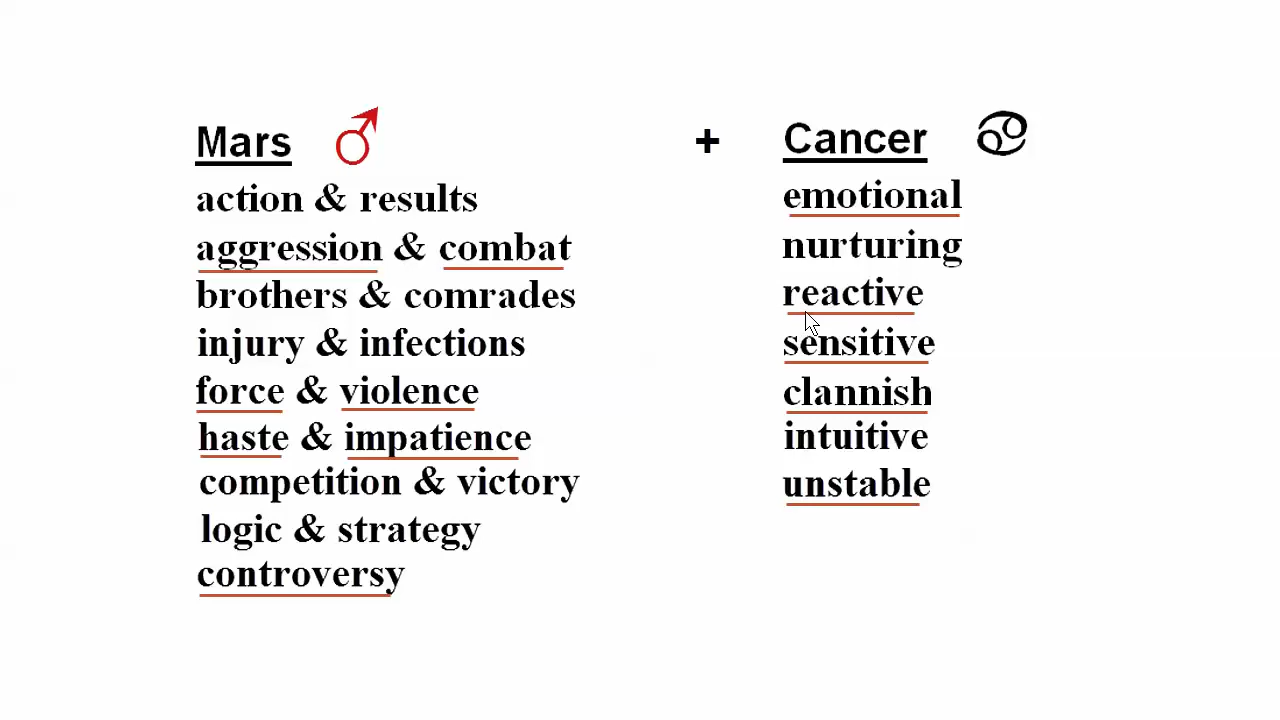 Mars ♂ + Cancer ♋
action & results
aggression & combat
brothers & comrades
injury & infections
force & violence
haste & impatience
competition & victory
logic & strategy
controversy
emotional
nurturing
reactive
sensitive
clannish
intuitive
unstable